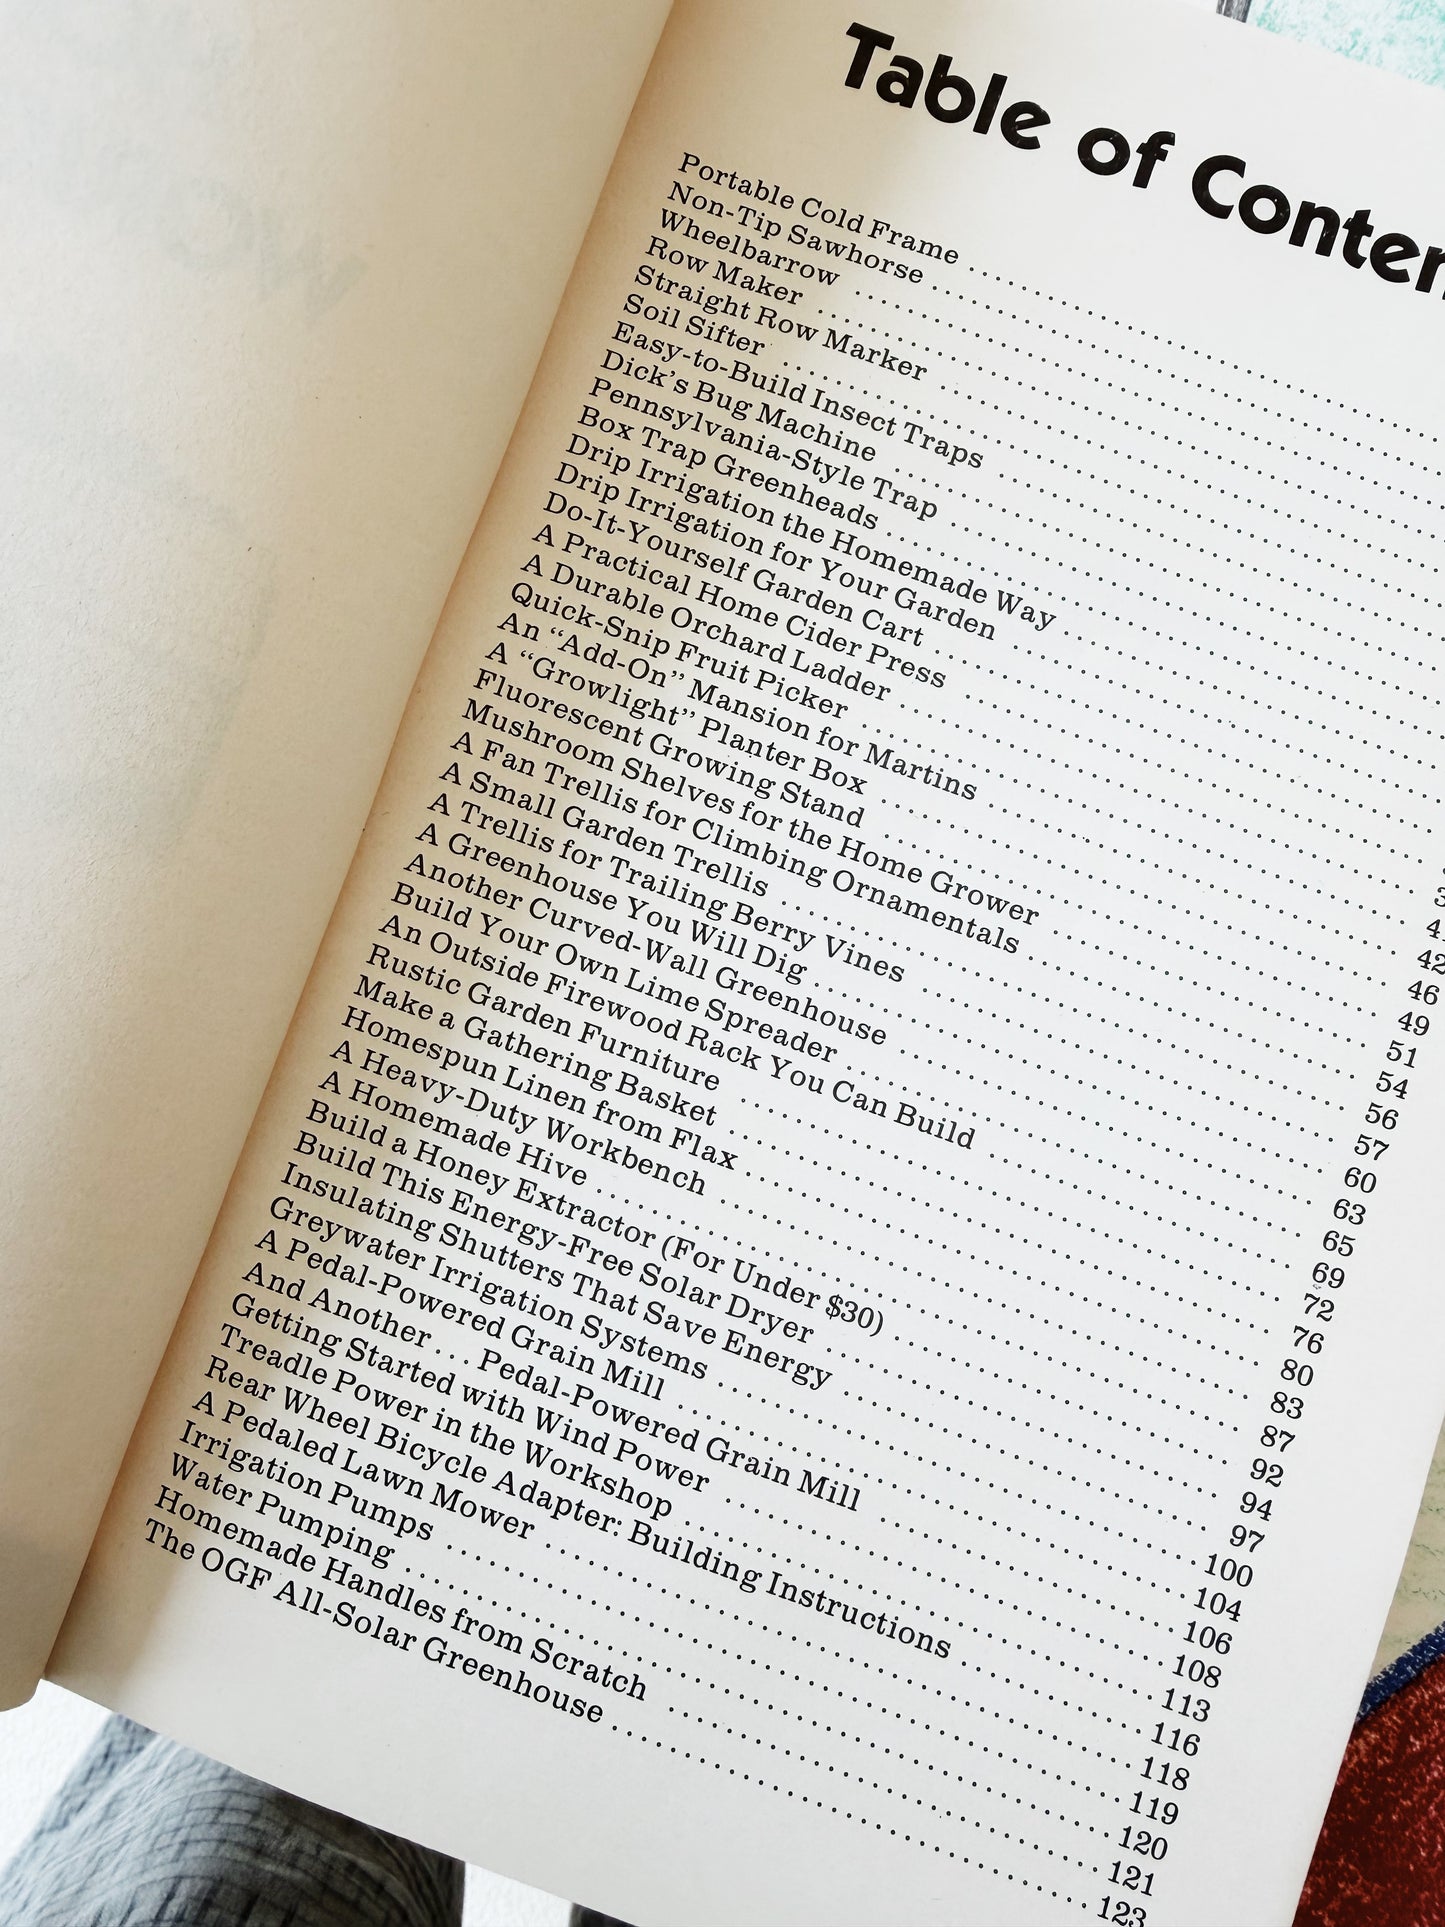 Table of Conten
Portable Cold Frame
Non-Tip Sawhorse
Wheelbarrow
Row Maker
Straight Row Marker
Soil Sifter
Easy-to-Build Insect Traps
Dick's Bug Machine
Pennsylvania-Style Trap
Box Trap Greenheads
Drip Irrigation the Homemade Way
Drip Irrigation for Your Garden
Do-It-Yourself Garden Cart
A Practical Home Cider Press
A Durable Orchard Ladder
Quick-Snip Fruit Picker
An “Add-On” Mansion for Martins 42
A “Growlight” Planter Box 46
Fluorescent Growing Stand 49
Mushroom Shelves for the Home Grower 51
A Fan Trellis for Climbing Ornamentals 54
A Small Garden Trellis 56
A Trellis for Trailing Berry Vines 57
A Greenhouse You Will Dig 60
Another Curved-Wall Greenhouse 63
Build Your Own Lime Spreader 65
An Outside Firewood Rack You Can Build 69
Rustic Garden Furniture 72
Make a Gathering Basket 76
Homespun Linen from Flax 80
A Heavy-Duty Workbench 83
A Homemade Hive 87
Build a Honey Extractor (For Under $30) 92
Build This Energy-Free Solar Dryer 94
Insulating Shutters That Save Energy 97
Greywater Irrigation Systems 100
A Pedal-Powered Grain Mill 104
And Another... Pedal-Powered Grain Mill 106
Getting Started with Wind Power 108
Treadle Power in the Workshop 113
Rear Wheel Bicycle Adapter: Building Instructions 116
A Pedaled Lawn Mower 118
Irrigation Pumps 119
Water Pumping 120
Homemade Handles from Scratch 121
The OGF All-Solar Greenhouse 123